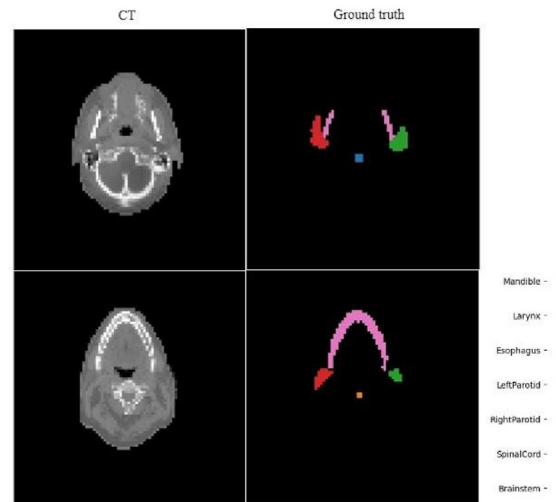 CT
Ground truth
Mandible -
Larynx -
Esophagus -
LeftParotid -
RightParotid -
SpinalCord -
Brainstem -